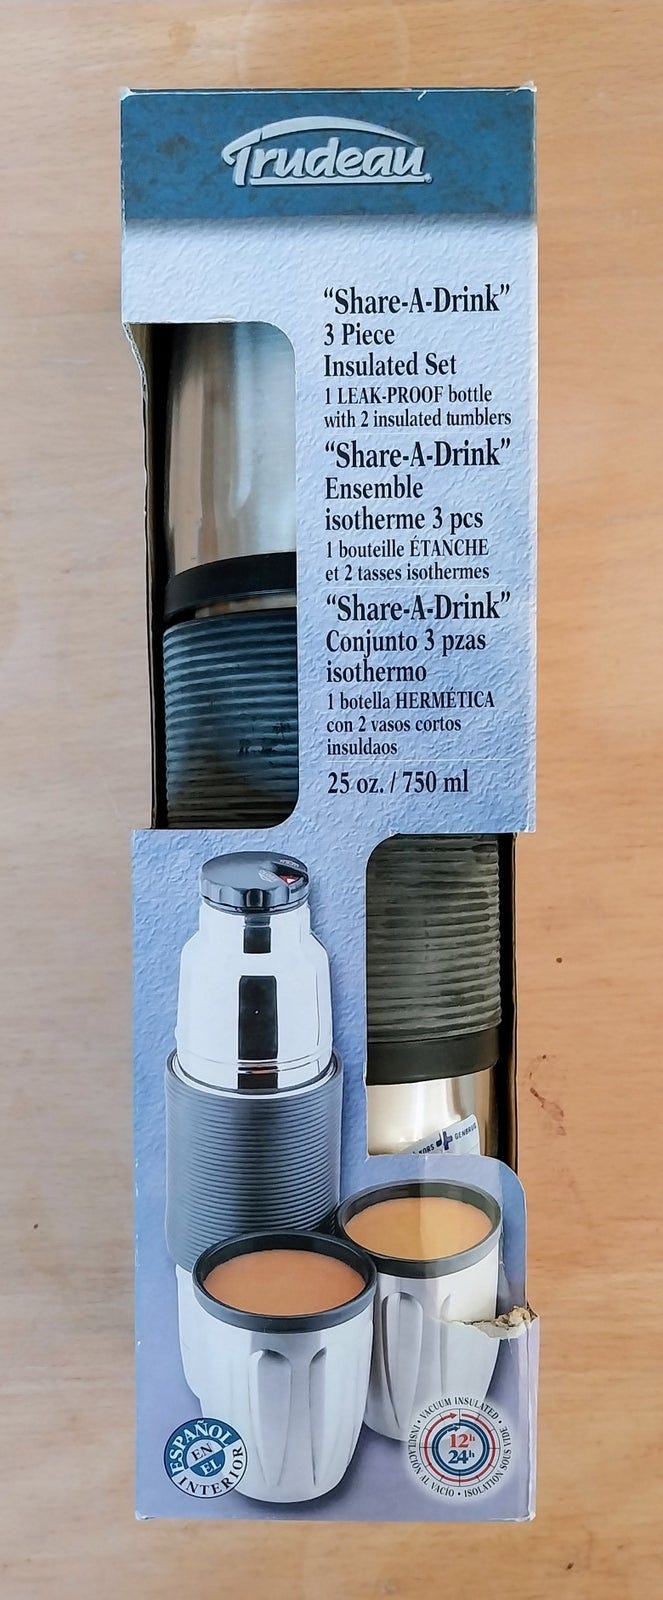 Trudeau®
“Share-A-Drink”
3 Piece
Insulated Set
1 LEAK-PROOF bottle
with 2 insulated tumblers
“Share-A-Drink”
Ensemble
isotherme 3 pcs
1 bouteille ÉTANCHE
et 2 tasses isothermes
“Share-A-Drink”
Conjunto 3 pzas
isothermo
1 botella HERMÉTICA
con 2 vasos cortos
insuldaos
25 oz. / 750 ml
GENBRUG
ESPAÑOL
EN
EL
INTERIOR
• VACUUM INSULATED •
12h
24h
ISOLATION SOUS VIDE
• INSULACIÓN AL VACÍO •